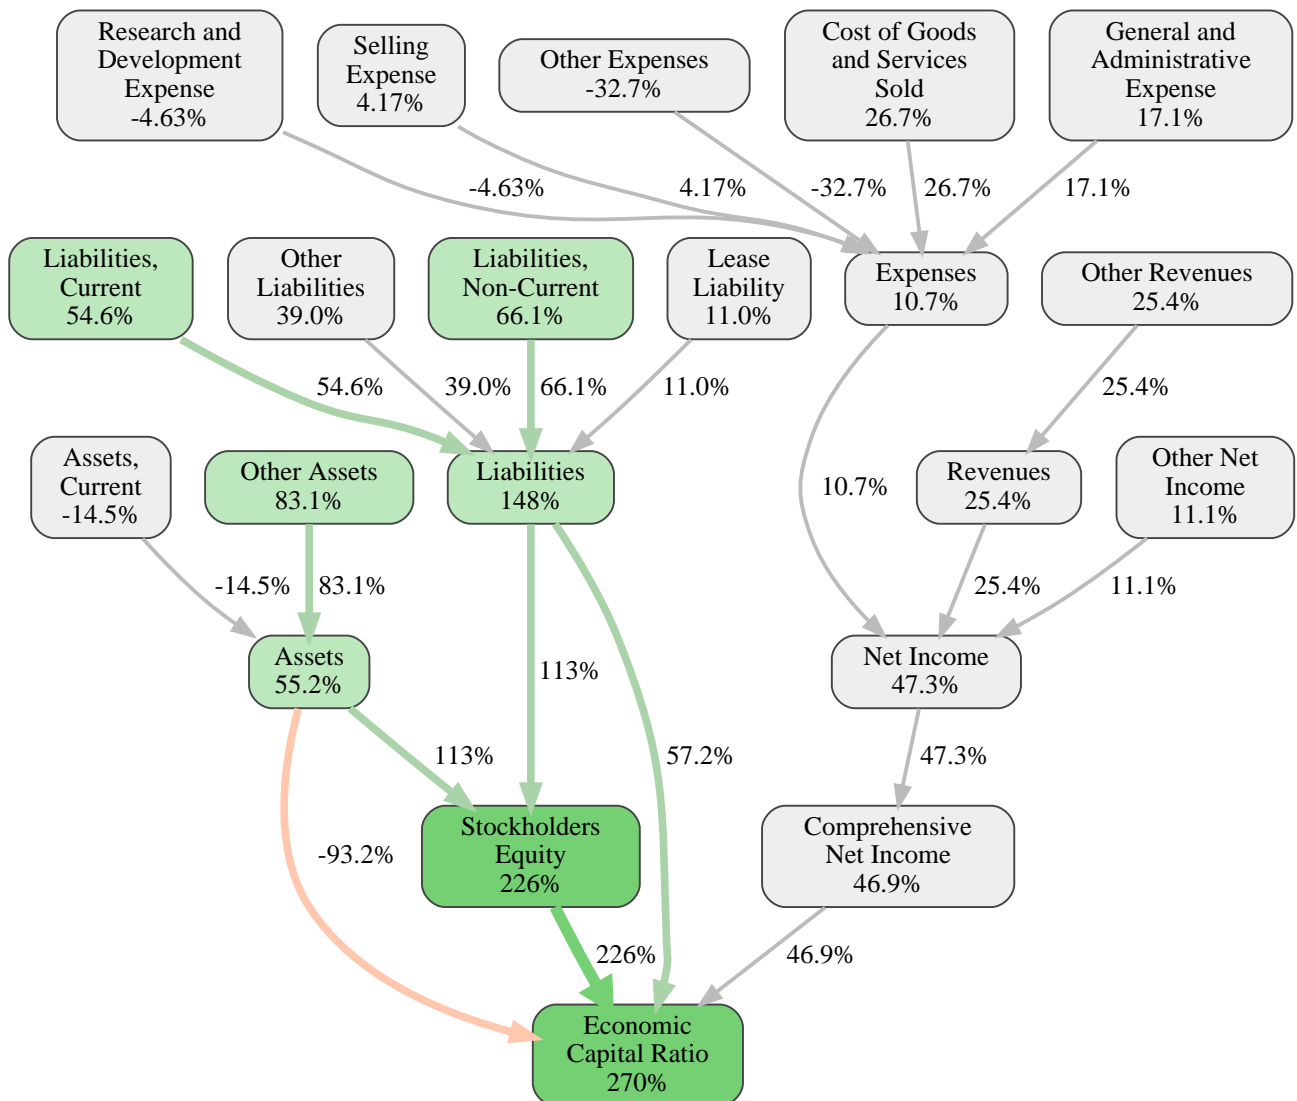 Research and
Development
Expense
-4.63%
Selling
Expense
4.17%
Other Expenses
-32.7%
Cost of Goods
and Services
Sold
26.7%
General and
Administrative
Expense
17.1%
-4.63%
4.17%
-32.7%
26.7%
17.1%
Liabilities,
Current
54.6%
Other
Liabilities
39.0%
Liabilities,
Non-Current
66.1%
Lease
Liability
11.0%
Expenses
10.7%
Other Revenues
25.4%
54.6%
39.0%
66.1%
11.0%
25.4%
Assets,
Current
-14.5%
Other Assets
83.1%
Liabilities
148%
10.7%
Revenues
25.4%
Other Net
Income
11.1%
-14.5%
83.1%
25.4%
11.1%
Assets
55.2%
113%
Net Income
47.3%
113%
57.2%
47.3%
-93.2%
Stockholders
Equity
226%
Comprehensive
Net Income
46.9%
226%
46.9%
Economic
Capital Ratio
270%